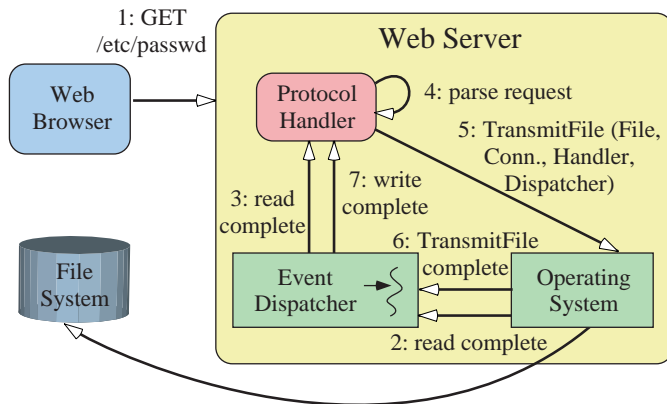 1: GET
/etc/passwd
Web Server
Web
Browser
Protocol
Handler
4: parse request
5: TransmitFile (File,
Conn., Handler,
Dispatcher)
3: read
complete
7: write
complete
6: TransmitFile
complete
File
System
Event
Dispatcher
Operating
System
2: read complete